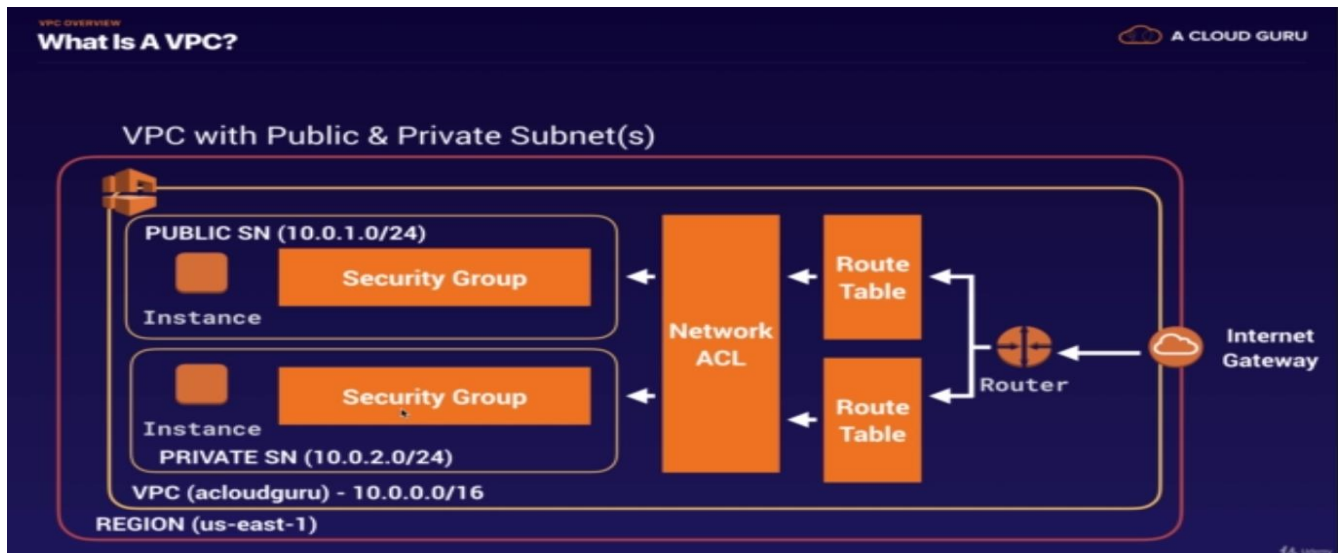 VPC OVERVIEW
What Is A VPC?
A CLOUD GURU
VPC with Public & Private Subnet(s)
PUBLIC SN (10.0.1.0/24)
Security Group
Instance
Security Group
Instance
PRIVATE SN (10.0.2.0/24)
VPC (acloudguru) - 10.0.0.0/16
REGION (us-east-1)
Network
ACL
Route
Table
Route
Table
Router
Internet
Gateway